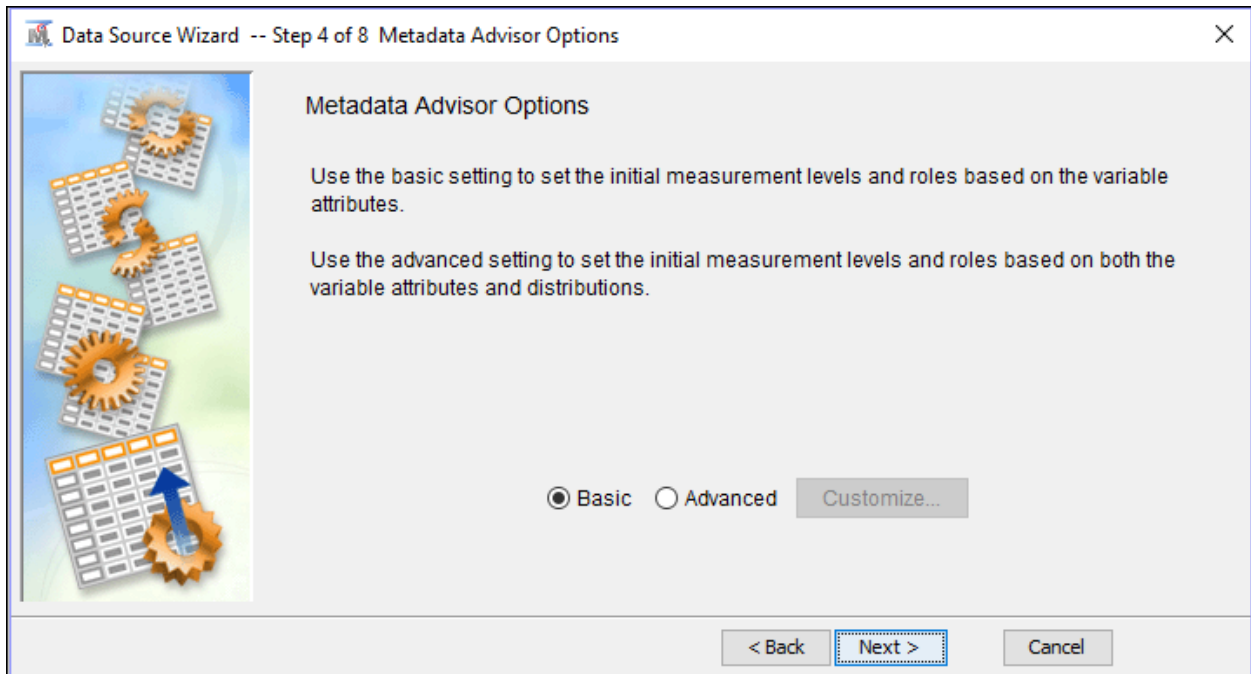 Data Source Wizard -- Step 4 of 8 Metadata Advisor Options
Metadata Advisor Options
Use the basic setting to set the initial measurement levels and roles based on the variable
attributes.
Use the advanced setting to set the initial measurement levels and roles based on both the
variable attributes and distributions.
Basic Advanced Customize...
< Back Next > Cancel